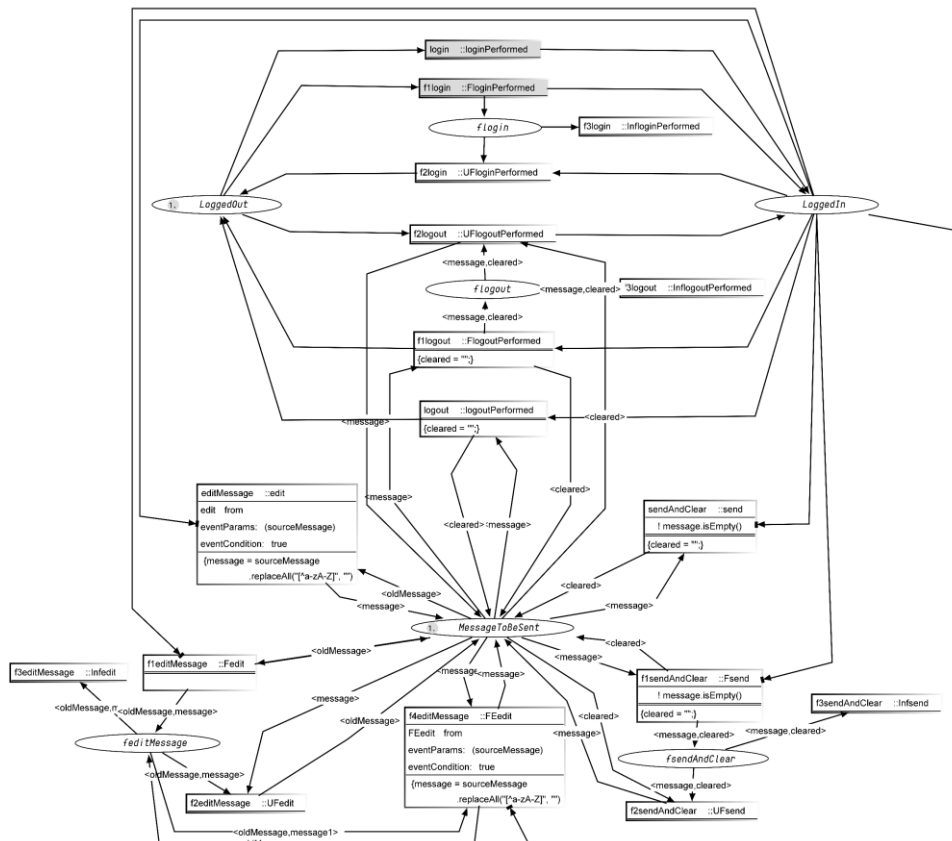 login ::loginPerformed
f1login ::FloginPerformed
flogin
f3login ::InfloginPerformed
f2login ::UFloginPerformed
1. LoggedOut
LoggedIn
f2logout ::UFlogoutPerformed
<message,cleared>
flogout
<message,cleared>
f3logout ::InflogoutPerformed
<message,cleared>
f1logout ::FlogoutPerformed
{cleared = "";}
logout ::logoutPerformed
{cleared = "";}
<message>
<cleared>
<message>
<cleared>
editMessage ::edit
edit from
eventParams: (sourceMessage)
eventCondition: true
{message = sourceMessage
.replaceAll("[^a-zA-Z]", "")
<cleared>
<message>
sendAndClear ::send
! message.isEmpty()
{cleared = "";}
<oldMessage>
<message>
<cleared>
<message>
1. MessageToBeSent
<oldMessage>
<cleared>
<message>
f1editMessage ::Fedit
f3editMessage ::Infedit
<message>
<message>
f1sendAndClear ::Fsend
! message.isEmpty()
{cleared = "";}
<message>
<oldMessage>
<oldMessage,
<oldMessage,message>
f4editMessage ::FEedit
FEedit from
eventParams: (sourceMessage)
eventCondition: true
{message = sourceMessage
.replaceAll("[^a-zA-Z]", "")
<cleared>
<message>
f3sendAndClear ::Infsend
<message,cleared>
<message,cleared>
feditMessage
fsendAndClear
<oldMessage,message>
<message,cleared>
f2editMessage ::UFedit
f2sendAndClear ::UFsend
<oldMessage,message1>